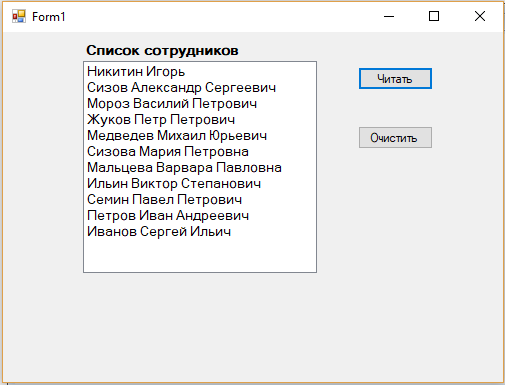 Form1
Список сотрудников
Никитин Игорь
Сизов Александр Сергеевич
Мороз Василий Петрович
Жуков Петр Петрович
Медведев Михаил Юрьевич
Сизова Мария Петровна
Мальцева Варвара Павловна
Ильин Виктор Степанович
Семин Павел Петрович
Петров Иван Андреевич
Иванов Сергей Ильич
Читать
Очистить